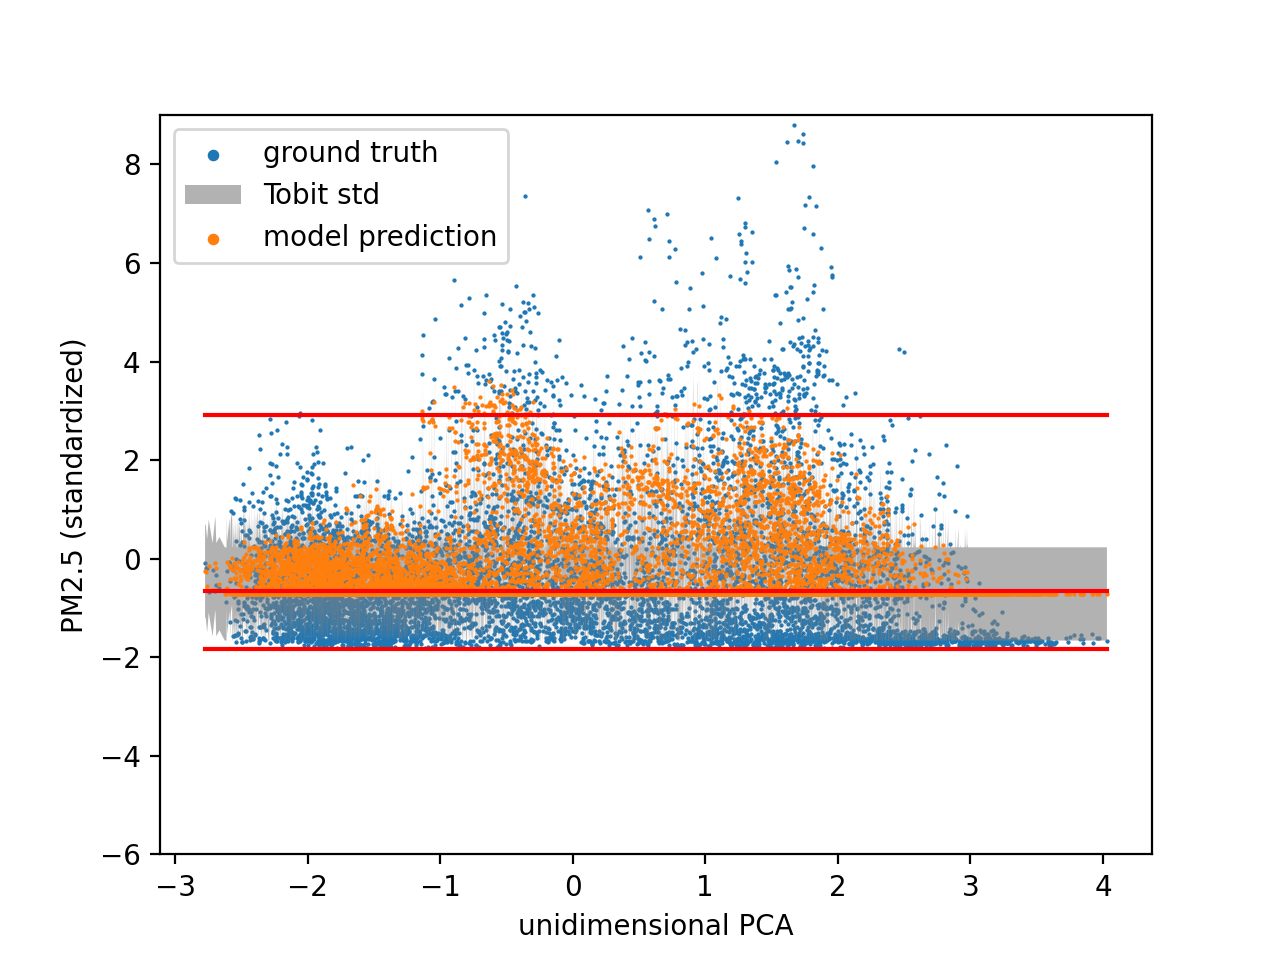 ground truth
Tobit std
model prediction
PM2.5 (standardized)
8
6
4
2
0
−2
−4
−6
−3 −2 −1 0 1 2 3 4
unidimensional PCA